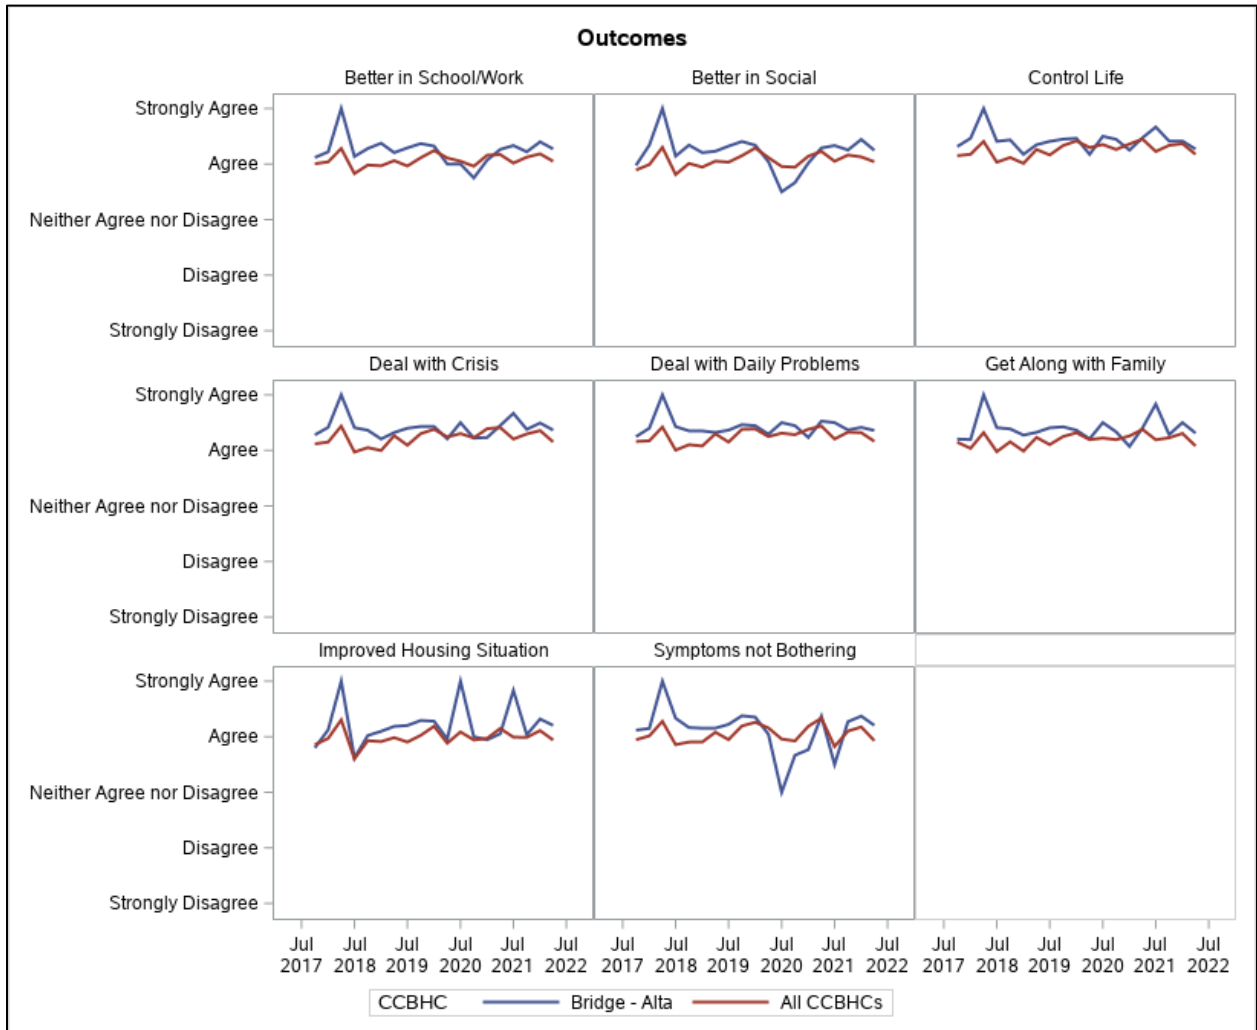 Outcomes
Better in School/Work
Better in Social
Control Life
Strongly Agree
Agree
Neither Agree nor Disagree
Disagree
Strongly Disagree
Deal with Crisis
Deal with Daily Problems
Get Along with Family
Strongly Agree
Agree
Neither Agree nor Disagree
Disagree
Strongly Disagree
Improved Housing Situation
Symptoms not Bothering
Strongly Agree
Agree
Neither Agree nor Disagree
Disagree
Strongly Disagree
Jul Jul Jul Jul Jul Jul Jul Jul Jul Jul Jul Jul Jul Jul Jul Jul Jul Jul
2017 2018 2019 2020 2021 2022 2017 2018 2019 2020 2021 2022 2017 2018 2019 2020 2021 2022
CCBHC Bridge - Alta All CCBHCs